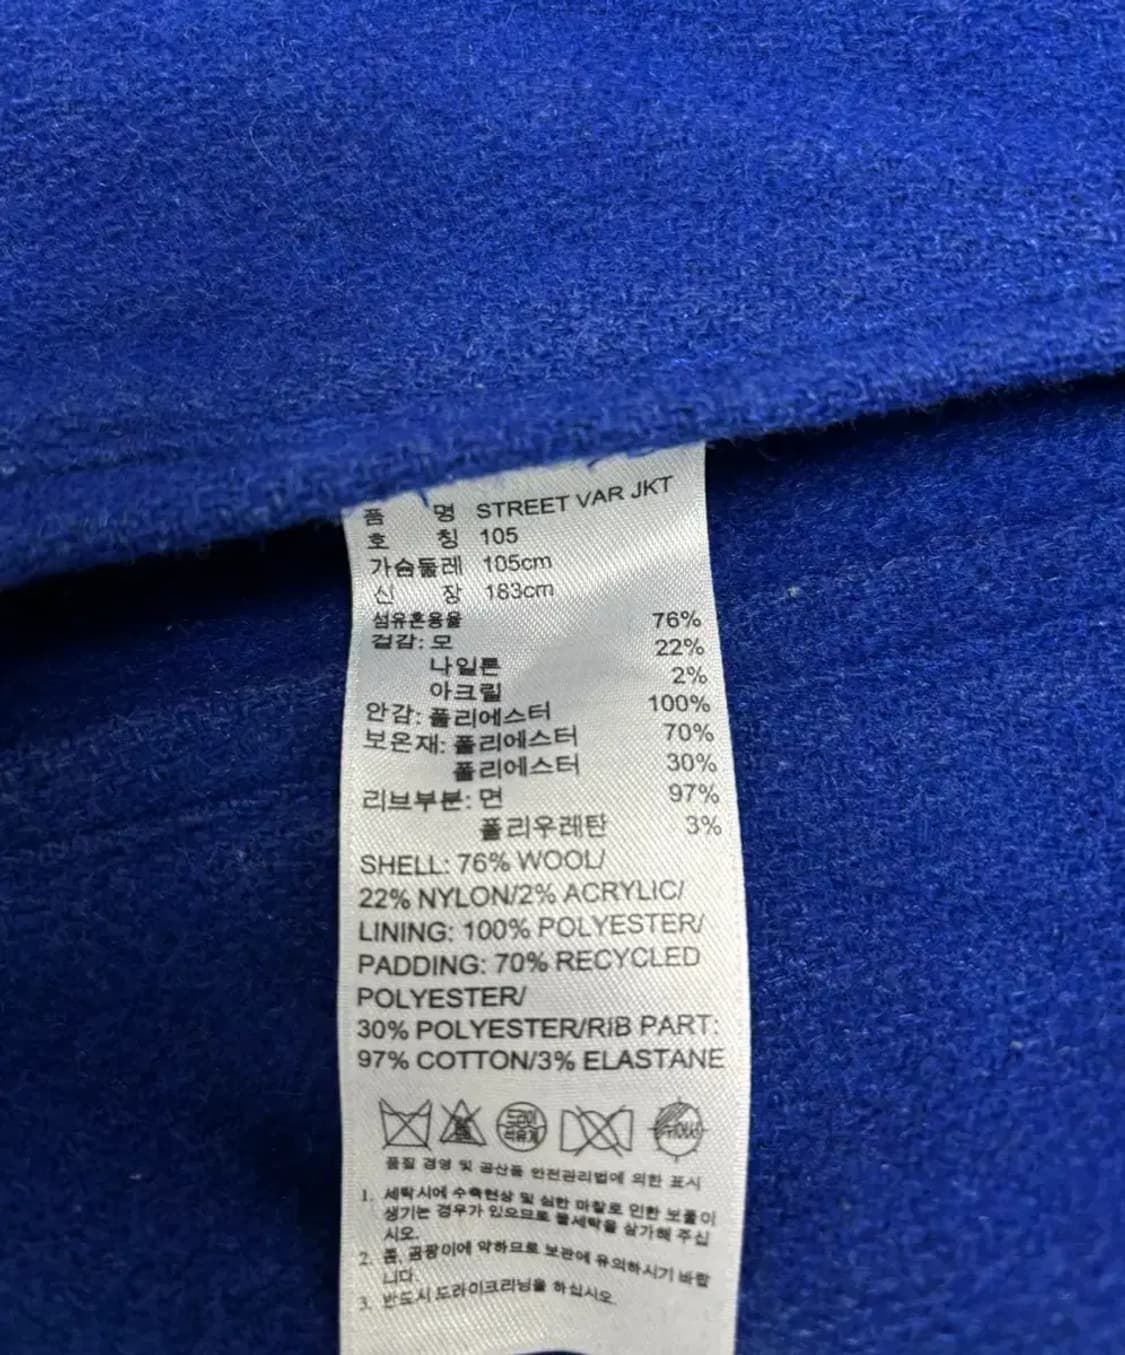 품 명 STREET VAR JKT
호 칭 105
가슴둘레 105cm
신 장 183cm
섬유혼용율 76%
겉감: 모 22%
나일론 2%
아크릴 100%
안감: 폴리에스터 70%
보온재: 폴리에스터 30%
폴리에스터 97%
리브부분: 면 3%
폴리우레탄
SHELL: 76% WOOL/
22% NYLON/2% ACRYLIC/
LINING: 100% POLYESTER/
PADDING: 70% RECYCLED
POLYESTER/
30% POLYESTER/RIB PART:
97% COTTON/3% ELASTANE
드라이
석유계
품질 경영 및 공산품 안전관리법에 의한 표시
1. 세탁시에 수축현상 및 심한 마찰로 인한 보풀이
생기는 경우가 있으므로 물세탁을 삼가해 주십
시오.
2. 좀, 곰팡이에 약하므로 보관에 유의하시기 바랍
니다.
3. 반드시 드라이크리닝을 하십시오.